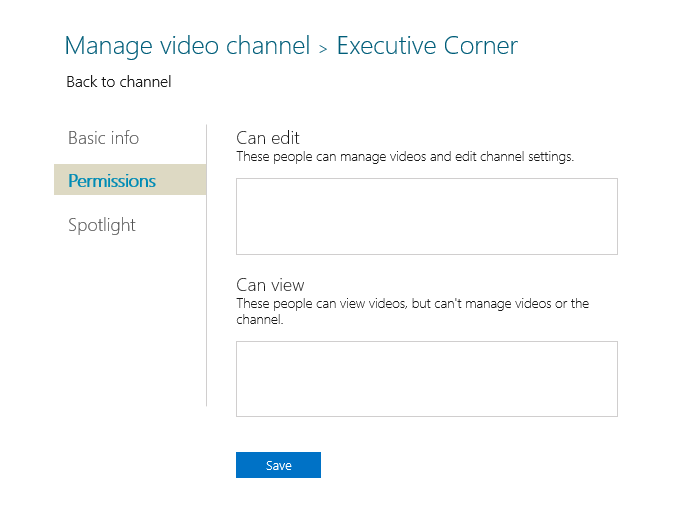 Manage video channel > Executive Corner
Back to channel
Basic info
Permissions
Spotlight
Can edit
These people can manage videos and edit channel settings.
Can view
These people can view videos, but can't manage videos or the
channel.
Save